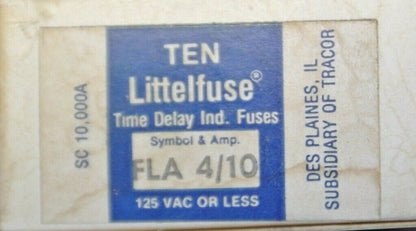 SC 10,000A
TEN
Littelfuse®
Time Delay Ind. Fuses
Symbol & Amp.
FLA 4/10
125 VAC OR LESS
DES PLAINES, IL
SUBSIDIARY OF TRACOR